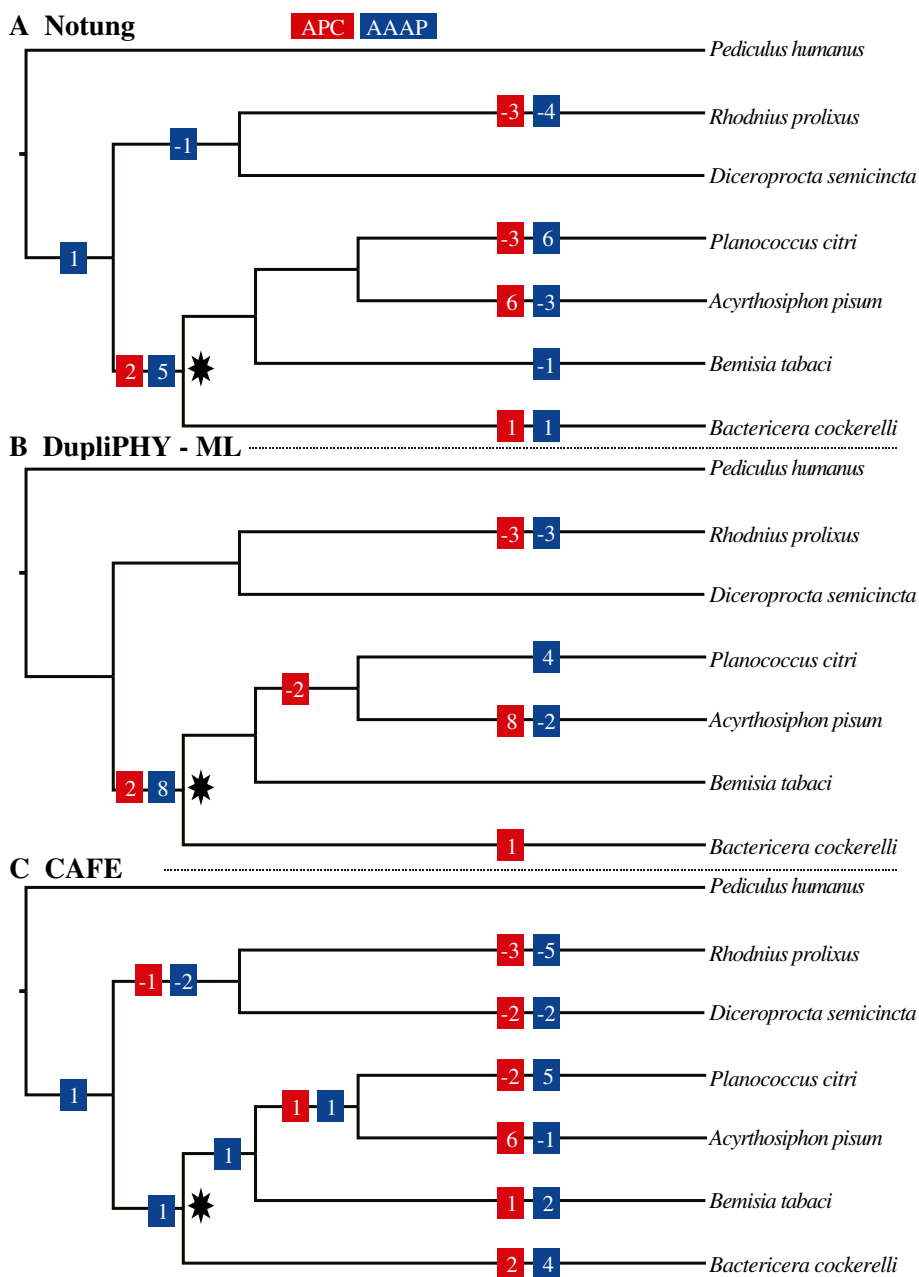 A Notung APC AAAP
Pediculus humanus
-3 -4 Rhodnius prolixus
-1
Diceroprocta semicincta
-3 6 Planococcus citri
1
6 -3 Acyrthosiphon pisum
2 5 -1 Bemisia tabaci
1 1 Bactericera cockerelli
B DupliPHY - ML
Pediculus humanus
-3 -3 Rhodnius prolixus
Diceroprocta semicincta
4 Planococcus citri
-2
8 -2 Acyrthosiphon pisum
2 8 Bemisia tabaci
1 Bactericera cockerelli
C CAFE
Pediculus humanus
-3 -5 Rhodnius prolixus
-1 -2
-2 -2 Diceroprocta semicincta
-2 5 Planococcus citri
1 1 1
6 -1 Acyrthosiphon pisum
1
1 2 Bemisia tabaci
1
2 4 Bactericera cockerelli